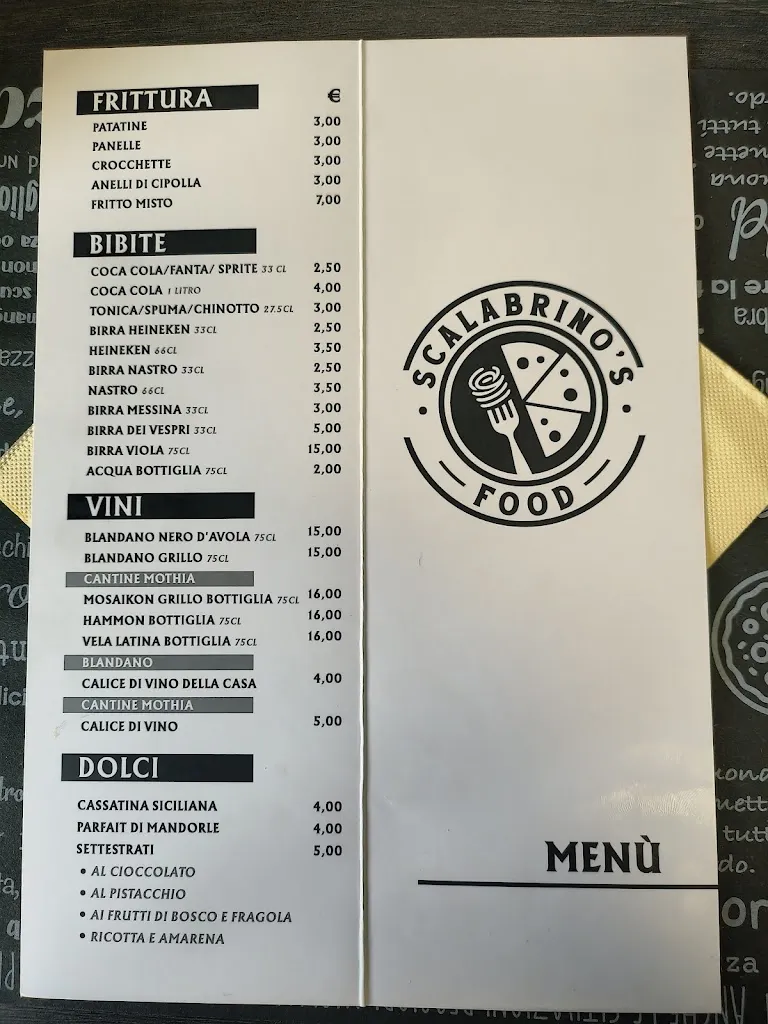 FRITTURA €
PATATINE 3,00
PANELLE 3,00
CROCCHETTE 3,00
ANELLI DI CIPOLLA 3,00
FRITTO MISTO 7,00
BIBITE
COCA COLA/FANTA/ SPRITE 33 CL 2,50
COCA COLA 1 LITRO 4,00
TONICA/SPUMA/CHINOTTO 27.5CL 3,00
BIRRA HEINEKEN 33CL 2,50
HEINEKEN 66CL 3,50
BIRRA NASTRO 33CL 2,50
NASTRO 66CL 3,50
BIRRA MESSINA 33CL 3,00
BIRRA DEI VESPRI 33CL 5,00
BIRRA VIOLA 75CL 15,00
ACQUA BOTTIGLIA 75CL 2,00
VINI
BLANDANO NERO D'AVOLA 75CL 15,00
BLANDANO GRILLO 75CL 15,00
CANTINE MOTHIA
MOSAIKON GRILLO BOTTIGLIA 75CL 16,00
HAMMON BOTTIGLIA 75CL 16,00
VELA LATINA BOTTIGLIA 75CL 16,00
BLANDANO
CALICE DI VINO DELLA CASA 4,00
CANTINE MOTHIA
CALICE DI VINO 5,00
DOLCI
CASSATINA SICILIANA 4,00
PARFAIT DI MANDORLE 4,00
SETTESTRATI 5,00
• AL CIOCCOLATO
• AL PISTACCHIO
• AI FRUTTI DI BOSCO E FRAGOLA
• RICOTTA E AMARENA
SCALABRINO'S
FOOD
MENÙ